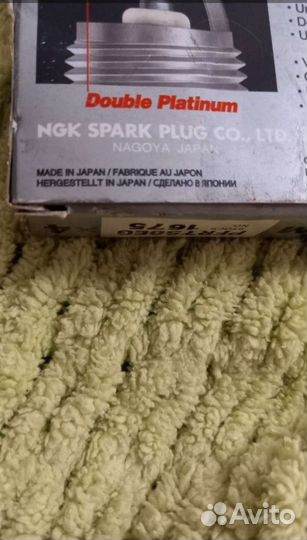 Double Platinum
NGK SPARK PLUG CO., LTD.
NAGOYA JAPAN
MADE IN JAPAN / FABRIQUE AU JAPON
HERGESTELLT IN JAPAN / СДЕЛАНО В ЯПОНИИ
1675
Avito